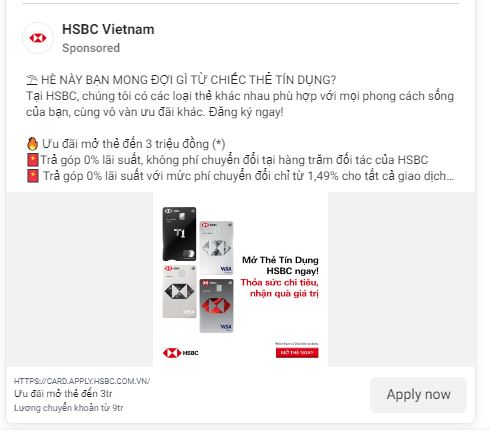 HSBC Vietnam
Sponsored
⛱ HÈ NÀY BẠN MONG ĐỢI GÌ TỪ CHIẾC THẺ TÍN DỤNG?
Tại HSBC, chúng tôi có các loại thẻ khác nhau phù hợp với mọi phong cách sống
của bạn, cùng vô vàn ưu đãi khác. Đăng ký ngay!
🔥 Ưu đãi mở thẻ đến 3 triệu đồng (*)
🧧Trả góp 0% lãi suất, không phí chuyển đổi tại hàng trăm đối tác của HSBC
🧧 Trả góp 0% lãi suất với mức phí chuyển đổi chỉ từ 1,49% cho tất cả giao dịch...
T1
VISA
VISA
VISA
Mở Thẻ Tín Dụng
HSBC ngay!
Thỏa sức chi tiêu,
nhận quà giá trị
MỞ THẺ NGAY
HSBC
HTTPS://CARD.APPLY.HSBC.COM.VN/
Ưu đãi mở thẻ đến 3tr
Lương chuyển khoản từ 9tr
Apply now